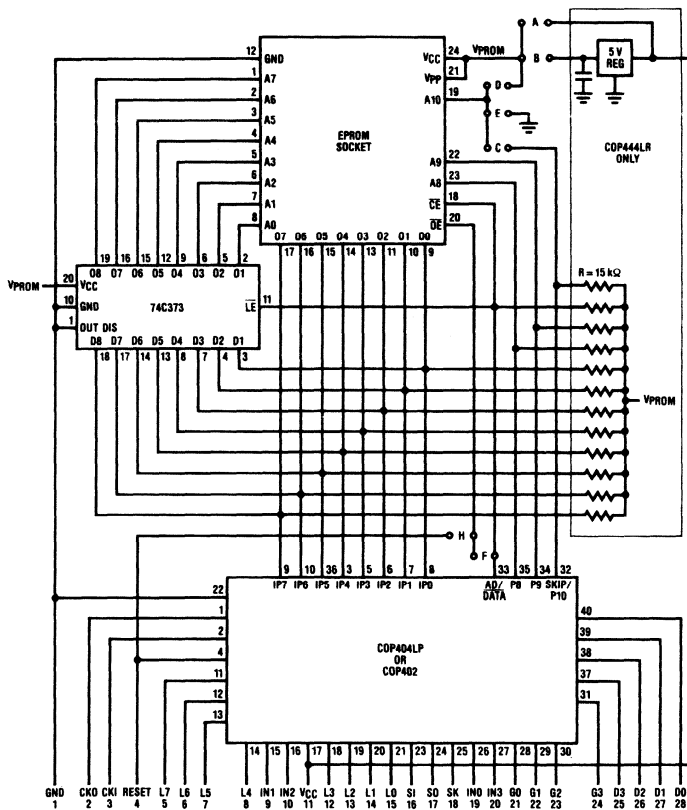 A
5 V
REG
VPROM
B
12 GND
VCC 24
1 A7
VPP 21
2 A6
A10 19
D
3 A5
E
4 A4
EPROM
SOCKET
C
COP444LR
ONLY
5 A3
A9 22
6 A2
A8 23
7 A1
CE 18
8 A0
OE 20
O7 O6 O5 O4 O3 O2 O1 O0
17 16 15 14 13 11 10 9
19 16 15 12 9 6 5 2
O8 O7 O6 O5 O4 O3 O2 O1
R = 15 kΩ
VPROM 20 VCC
10 GND
74C373
LE 11
1 OUT DIS
D8 D7 D6 D5 D4 D3 D2 D1
18 17 14 13 8 7 4 3
VPROM
H
F
9 10 36 3 5 6 7 8 33 35 34 32
IP7 IP6 IP5 IP4 IP3 IP2 IP1 IP0 AD/ P8 P9 SKIP/
DATA P10
22
1 40
2 39
4 COP404LP 38
11 OR 37
12 COP402 31
13
14 15 16 17 18 19 20 21 23 24 25 26 27 28 29 30
GND CKO CKI RESET L7 L6 L5 L4 IN1 IN2 VCC L3 L2 L1 L0 SI SO SK IN0 IN3 G0 G1 G2 G3 D3 D2 D1 D0
1 2 3 4 5 6 7 8 9 10 11 12 13 14 15 16 17 18 19 20 21 22 23 24 25 26 27 28